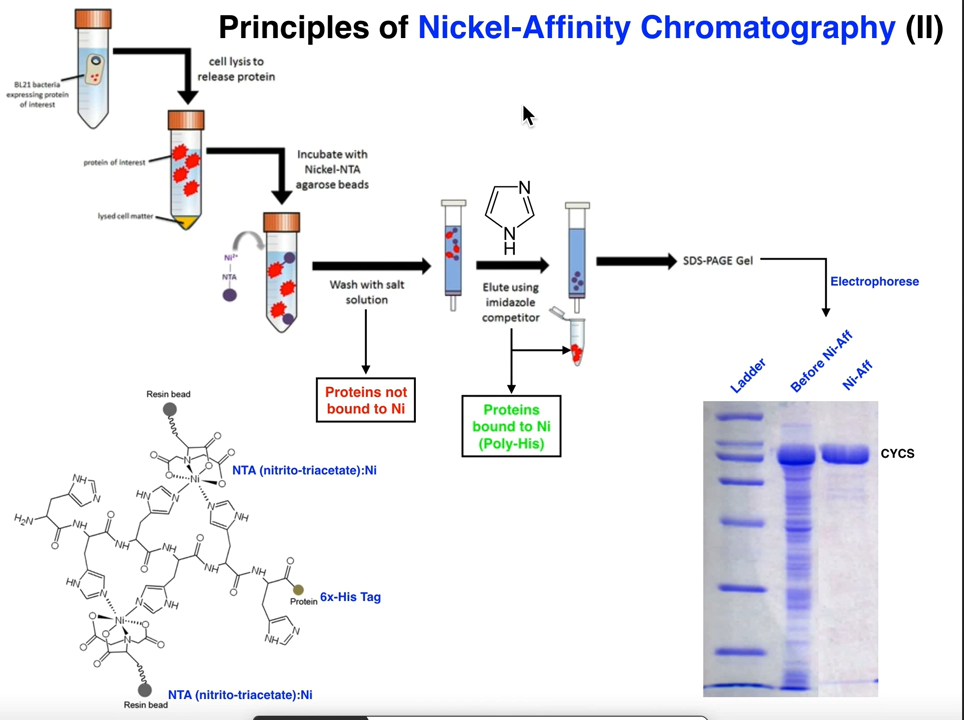 Principles of Nickel-Affinity Chromatography (II)
BL21 bacteria
expressing protein
of interest
cell lysis to
release protein
protein of interest
lysed cell matter
Incubate with
Nickel-NTA
agarose beads
Ni²⁺
NTA
Wash with salt
solution
N
N
H
Elute using
imidazole
competitor
SDS-PAGE Gel
Electrophorese
Proteins not
bound to Ni
Proteins
bound to Ni
(Poly-His)
Ladder
Before Ni-Aff
Ni-Aff
CYCS
Resin bead
NTA (nitrito-triacetate):Ni
Protein
6x-His Tag
NTA (nitrito-triacetate):Ni
Resin bead